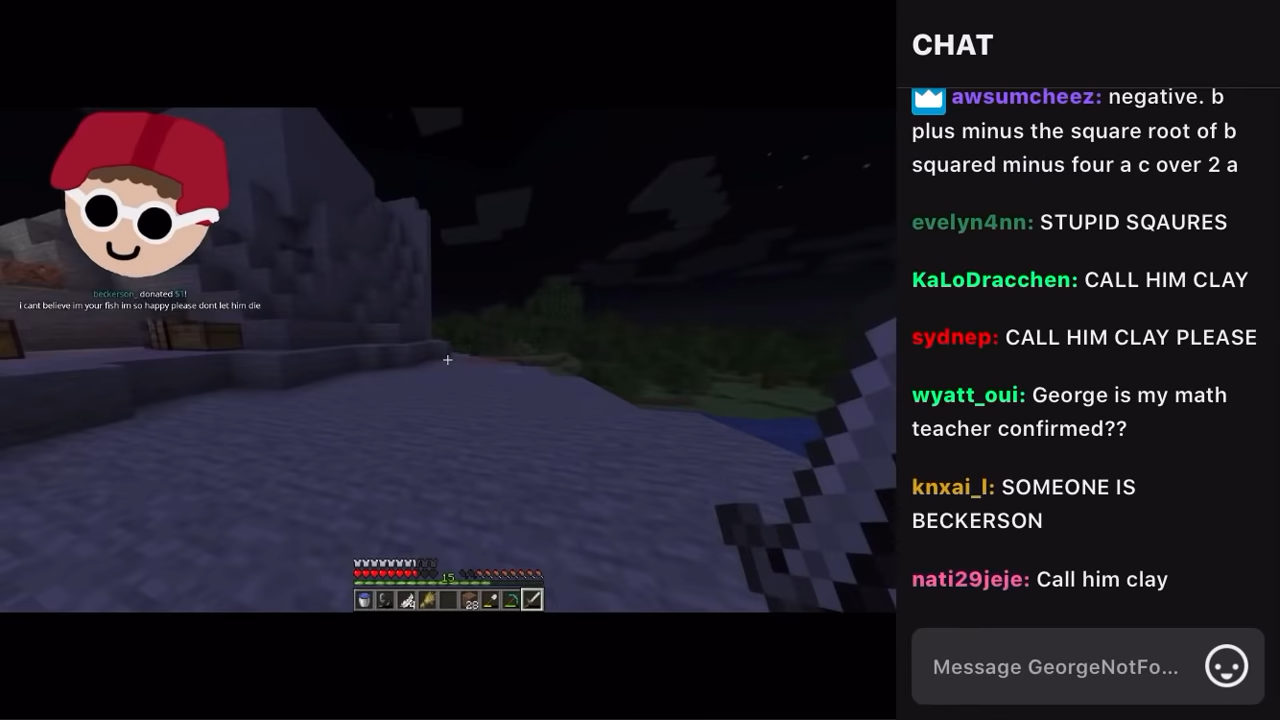 beckerson_ donated $1!
i cant believe im your fish im so happy please dont let him die
15
28
CHAT
awsumcheez: negative. b
plus minus the square root of b
squared minus four a c over 2 a
evelyn4nn: STUPID SQAURES
KaLoDracchen: CALL HIM CLAY
sydnep: CALL HIM CLAY PLEASE
wyatt_oui: George is my math
teacher confirmed??
knxai_l: SOMEONE IS
BECKERSON
nati29jeje: Call him clay
Message GeorgeNotFo...